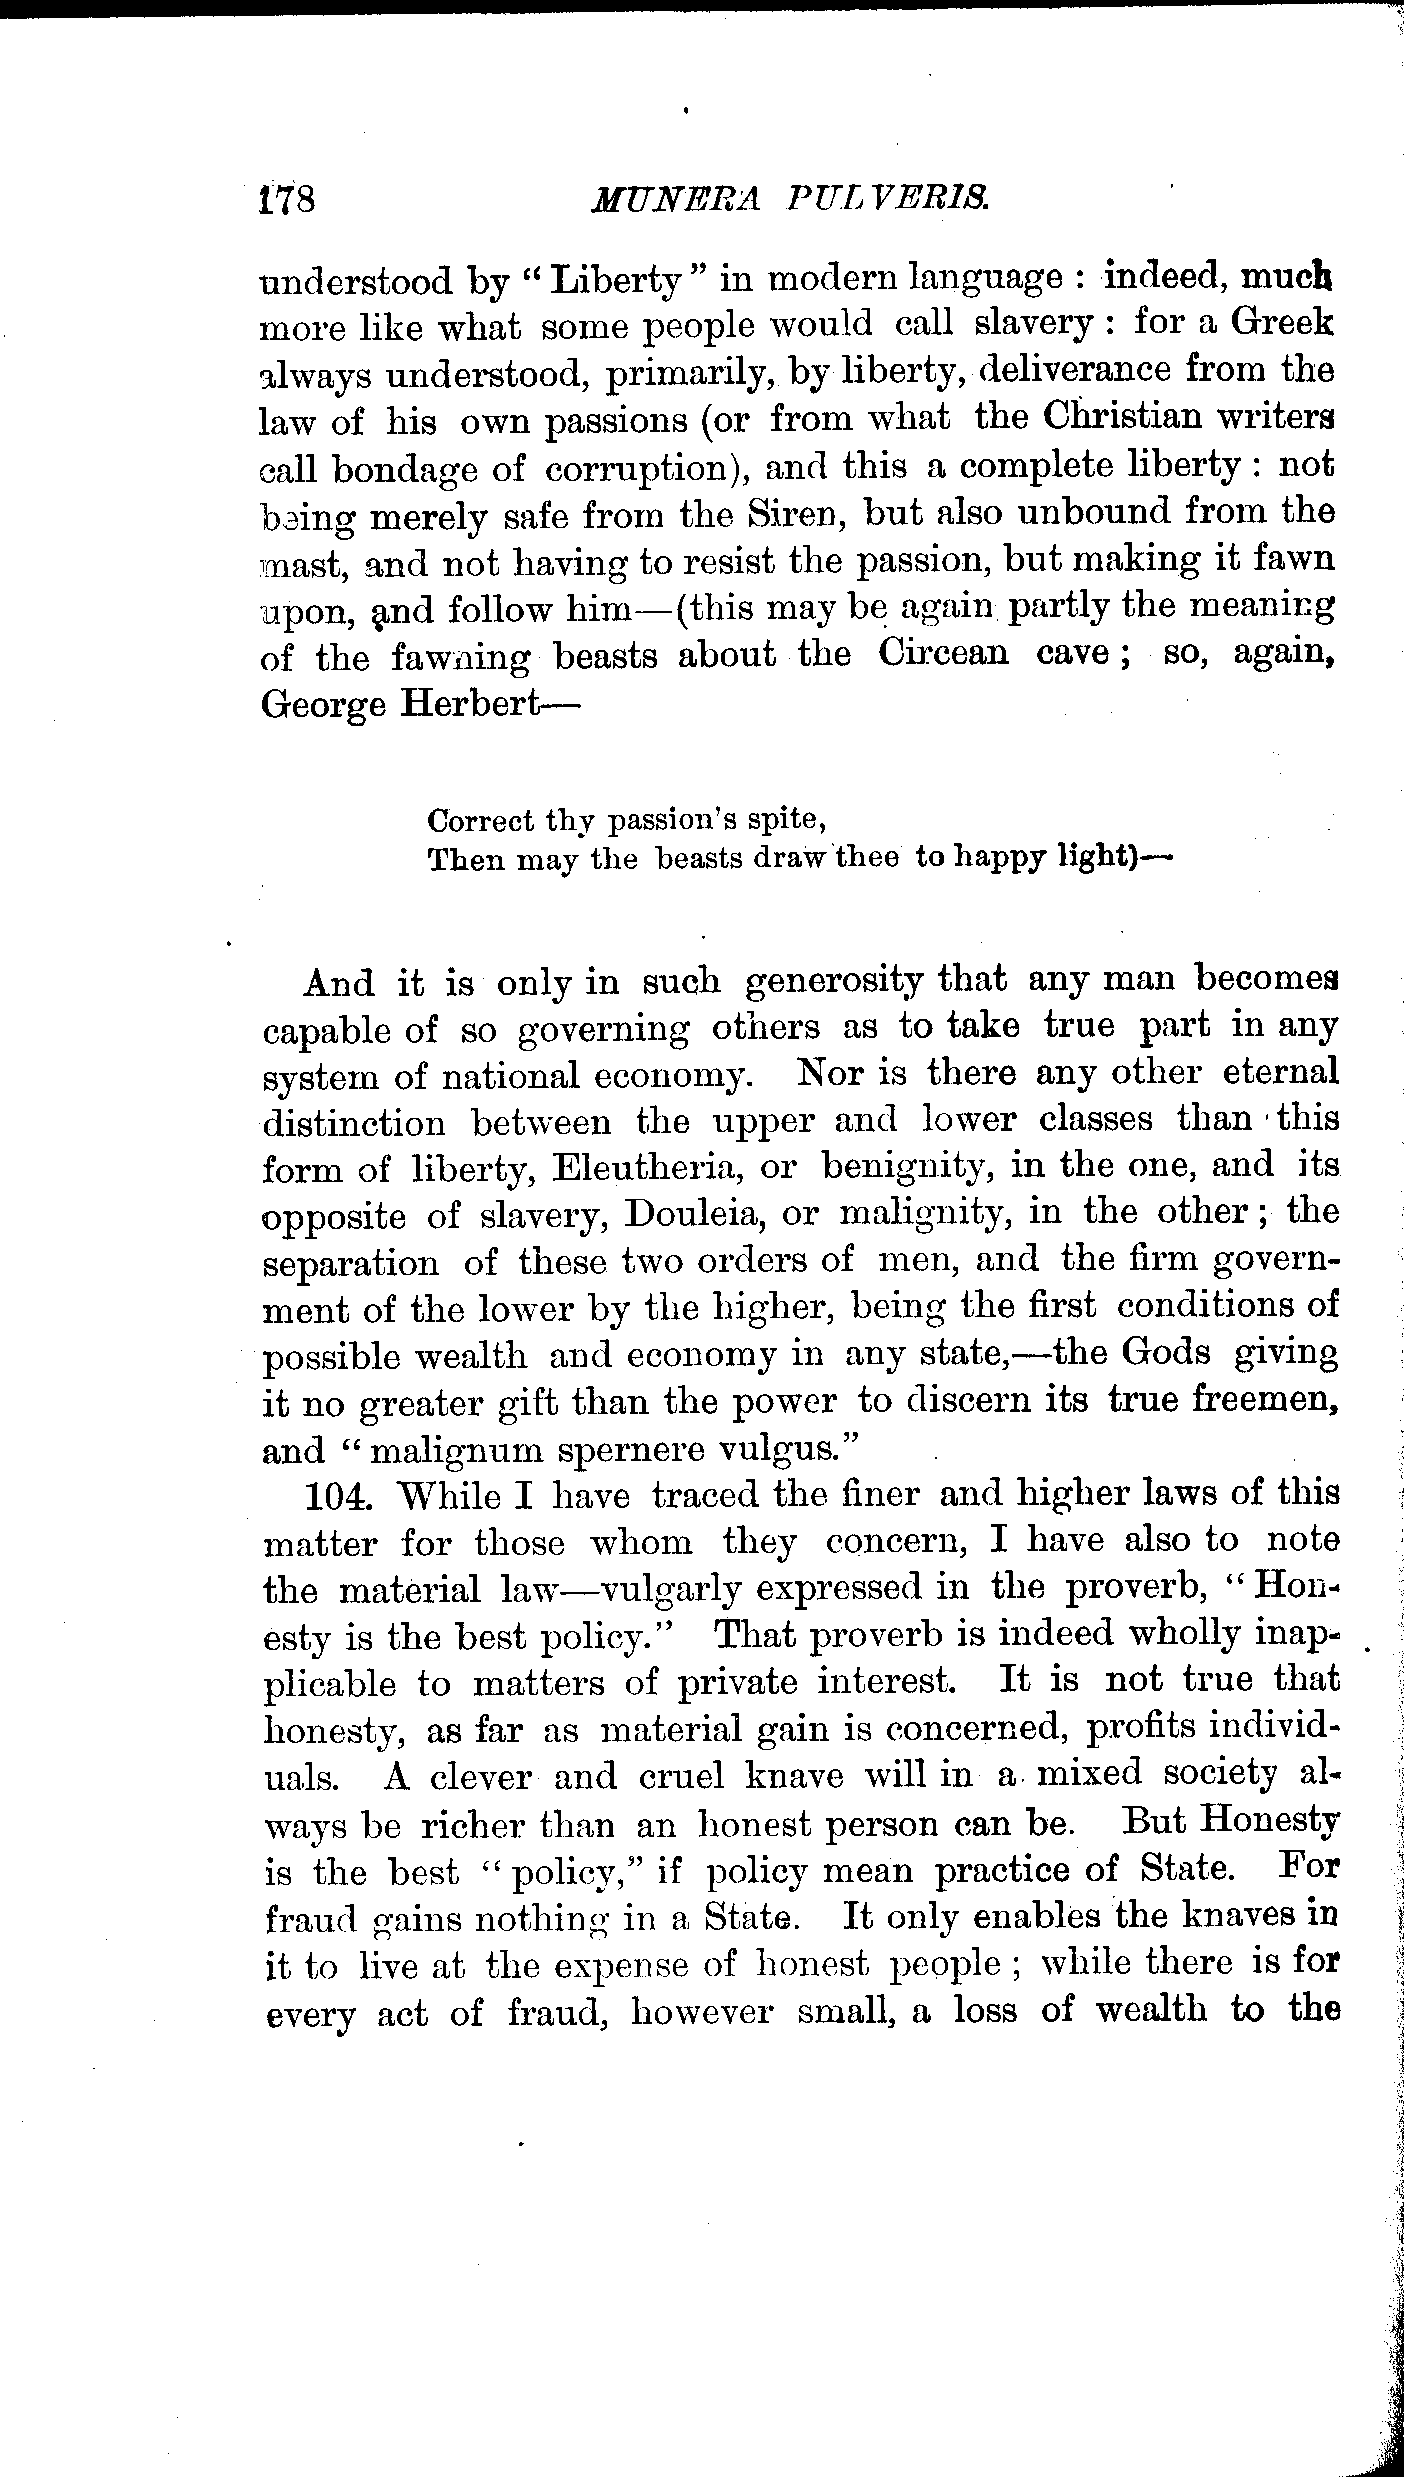 178 MUNERA PULVERIS.
understood by “ Liberty ” in modern language : indeed, much
more like what some people would call slavery : for a Greek
always understood, primarily, by liberty, deliverance from the
law of his own passions (or from what the Christian writers
call bondage of corruption), and this a complete liberty : not
being merely safe from the Siren, but also unbound from the
mast, and not having to resist the passion, but making it fawn
upon, and follow him—(this may be again partly the meaning
of the fawning beasts about the Circean cave ; so, again,
George Herbert—
Correct thy passion's spite,
Then may the beasts draw thee to happy light)—
And it is only in such generosity that any man becomes
capable of so governing others as to take true part in any
system of national economy. Nor is there any other eternal
distinction between the upper and lower classes than this
form of liberty, Eleutheria, or benignity, in the one, and its
opposite of slavery, Douleia, or malignity, in the other ; the
separation of these two orders of men, and the firm govern-
ment of the lower by the higher, being the first conditions of
possible wealth and economy in any state,—the Gods giving
it no greater gift than the power to discern its true freemen,
and “ malignum spernere vulgus.”
104. While I have traced the finer and higher laws of this
matter for those whom they concern, I have also to note
the material law—vulgarly expressed in the proverb, “ Hon-
esty is the best policy.” That proverb is indeed wholly inap-
plicable to matters of private interest. It is not true that
honesty, as far as material gain is concerned, profits individ-
uals. A clever and cruel knave will in a mixed society al-
ways be richer than an honest person can be. But Honesty
is the best “ policy,” if policy mean practice of State. For
fraud gains nothing in a State. It only enables the knaves in
it to live at the expense of honest people ; while there is for
every act of fraud, however small, a loss of wealth to the